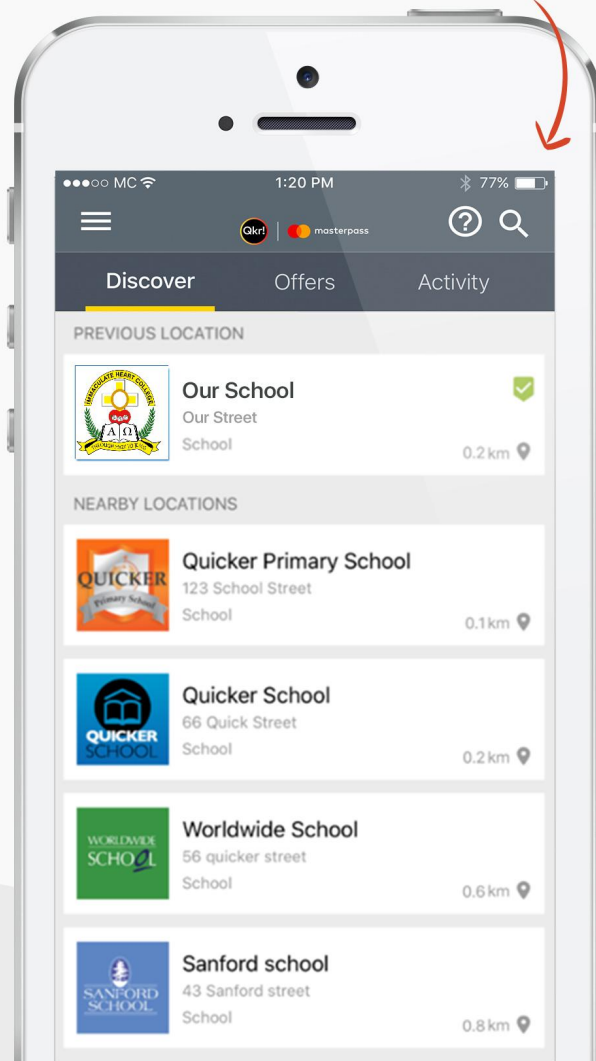 MC
1:20 PM
77%
Qkr! | masterpass
Discover
Offers
Activity
PREVIOUS LOCATION
IMMACULATE HEART COLLEGE
Α Ω
Our School
Our Street
School
0.2 km
NEARBY LOCATIONS
QUICKER
Primary School
Quicker Primary School
123 School Street
School
0.1 km
QUICKER
SCHOOL
Quicker School
66 Quick Street
School
0.2 km
WORLDWIDE
SCHOOL
Worldwide School
56 quicker street
School
0.6 km
SANFORD
SCHOOL
Sanford school
43 Sanford street
School
0.8 km